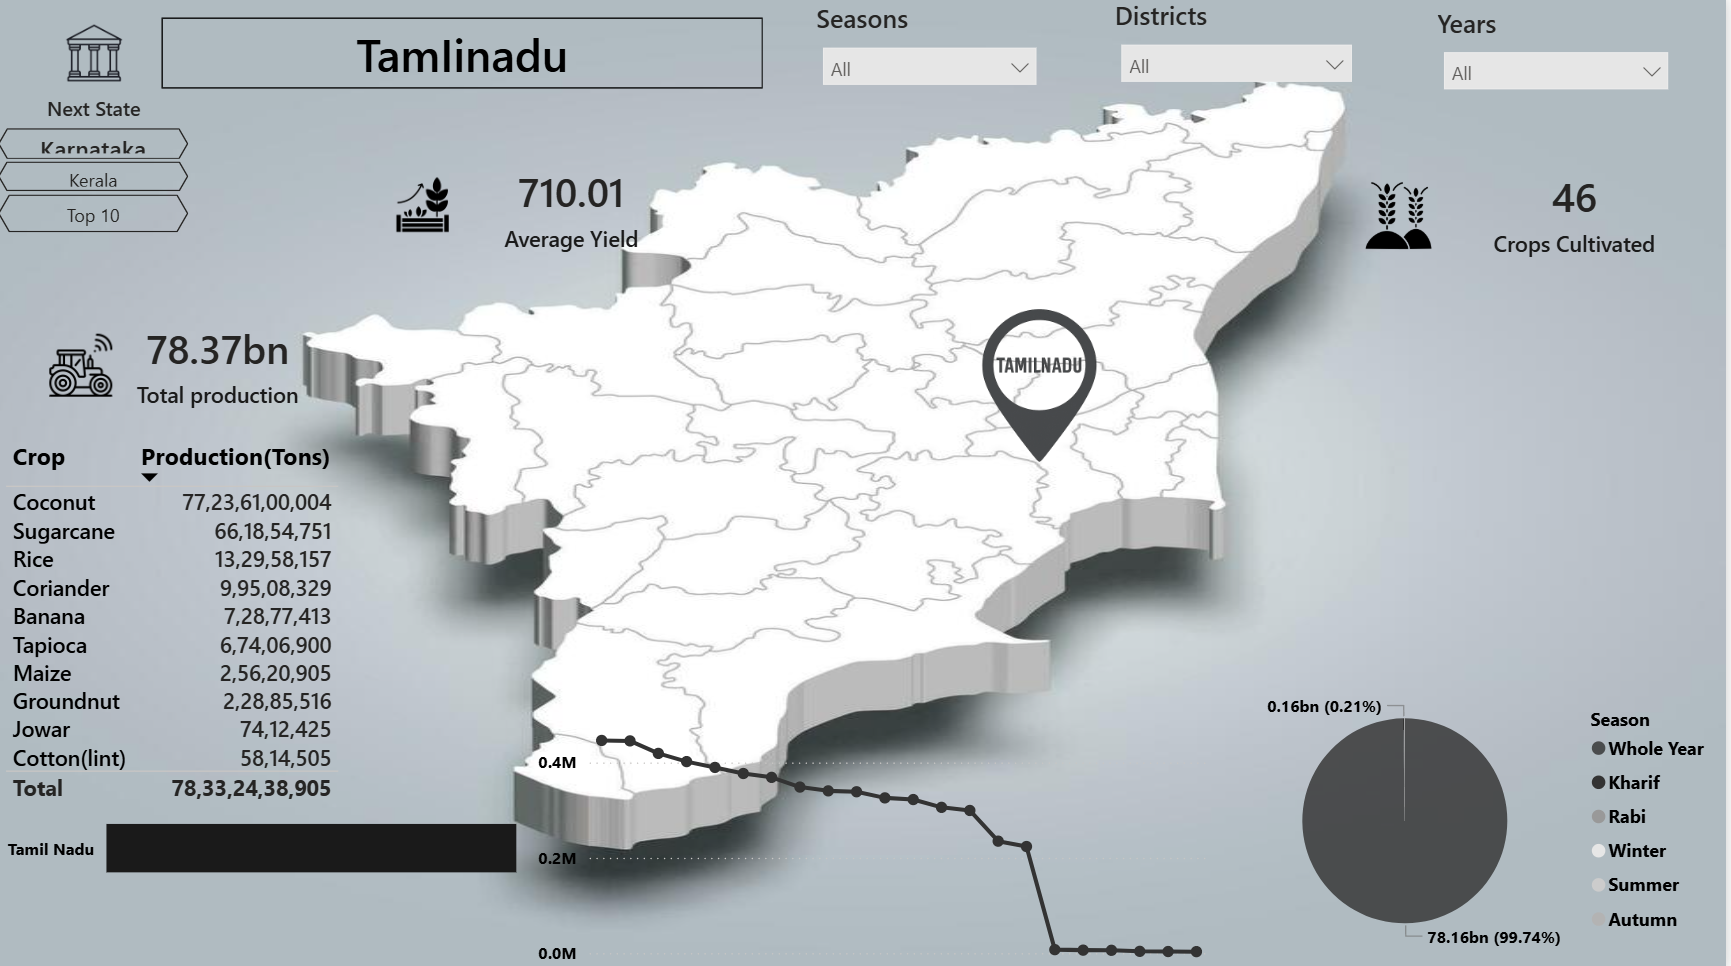 Tamlinadu
Seasons
All
Districts
All
Years
All
Next State
Karnataka
Kerala
Top 10
710.01
Average Yield
46
Crops Cultivated
78.37bn
Total production
TAMILNADU
Crop Production(Tons)
Coconut 77,23,61,00,004
Sugarcane 66,18,54,751
Rice 13,29,58,157
Coriander 9,95,08,329
Banana 7,28,77,413
Tapioca 6,74,06,900
Maize 2,56,20,905
Groundnut 2,28,85,516
Jowar 74,12,425
Cotton(lint) 58,14,505
Total 78,33,24,38,905
Tamil Nadu
0.4M
0.2M
0.0M
0.16bn (0.21%)
78.16bn (99.74%)
Season
Whole Year
Kharif
Rabi
Winter
Summer
Autumn